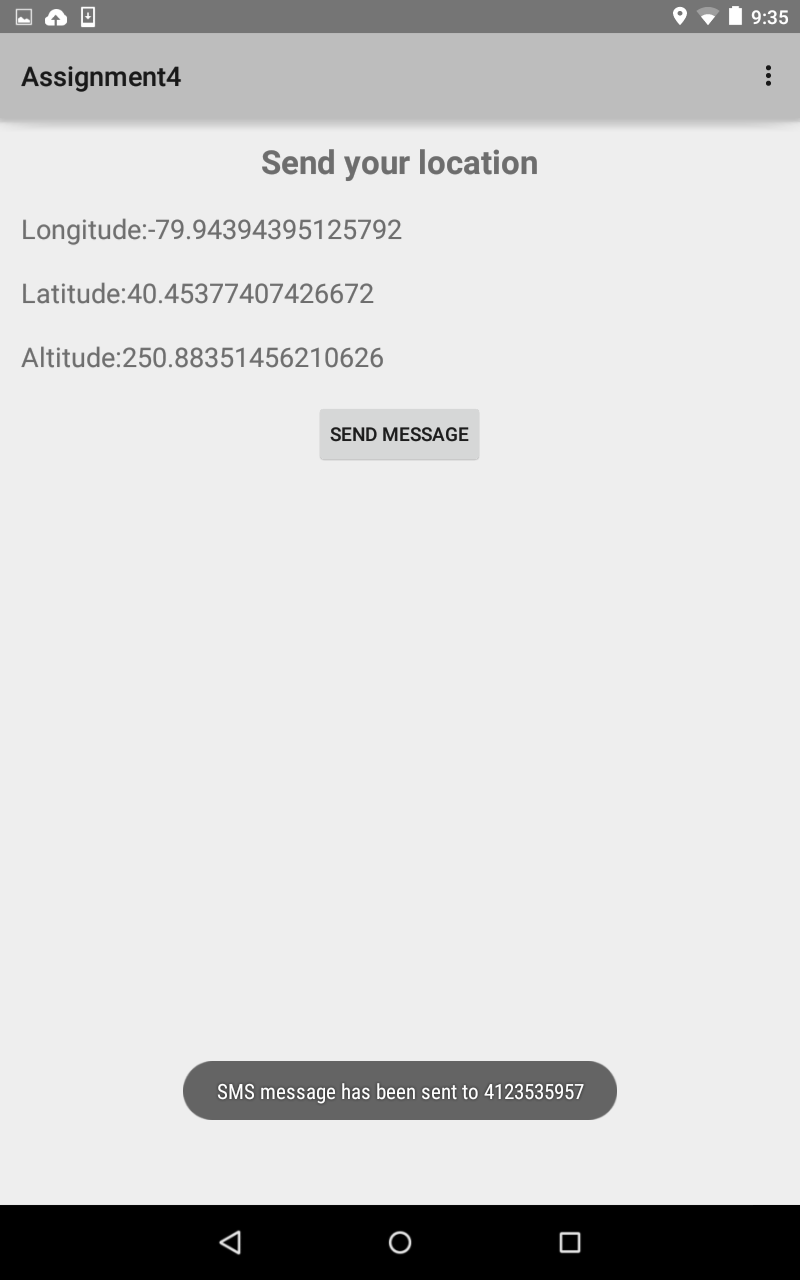 9:35
Assignment4
Send your location
Longitude:-79.94394395125792
Latitude:40.45377407426672
Altitude:250.88351456210626
SEND MESSAGE
SMS message has been sent to 4123535957